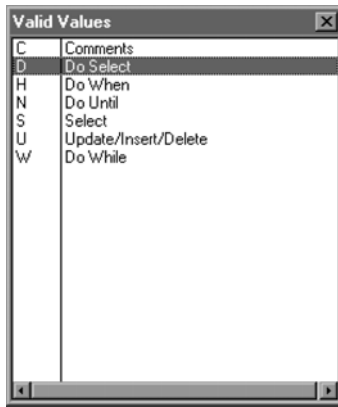 Valid Values
C Comments
D Do Select
H Do When
N Do Until
S Select
U Update/Insert/Delete
W Do While